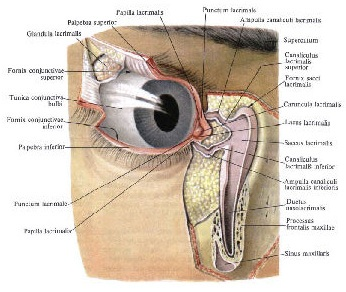 Papilla lacrimalis
Punctum lacrimale
Palpebra superior
Ampulla canaliculi lacrimalis
Glandula lacrimalis
Supercilium
Canaliculus
lacrimalis
superior
Fornix conjunctivae
superior
Fornix sacci
lacrimalis
Tunica conjunctiva
bulbi
Caruncula lacrimalis
Lacus lacrimalis
Fornix conjunctivae
inferior
Saccus lacrimalis
Palpebra inferior
Canaliculus
lacrimalis inferior
Ampulla canaliculi
lacrimalis inferioris
Punctum lacrimale
Ductus
nasolacrimalis
Processus
frontalis maxillae
Papilla lacrimalis
Sinus maxillaris